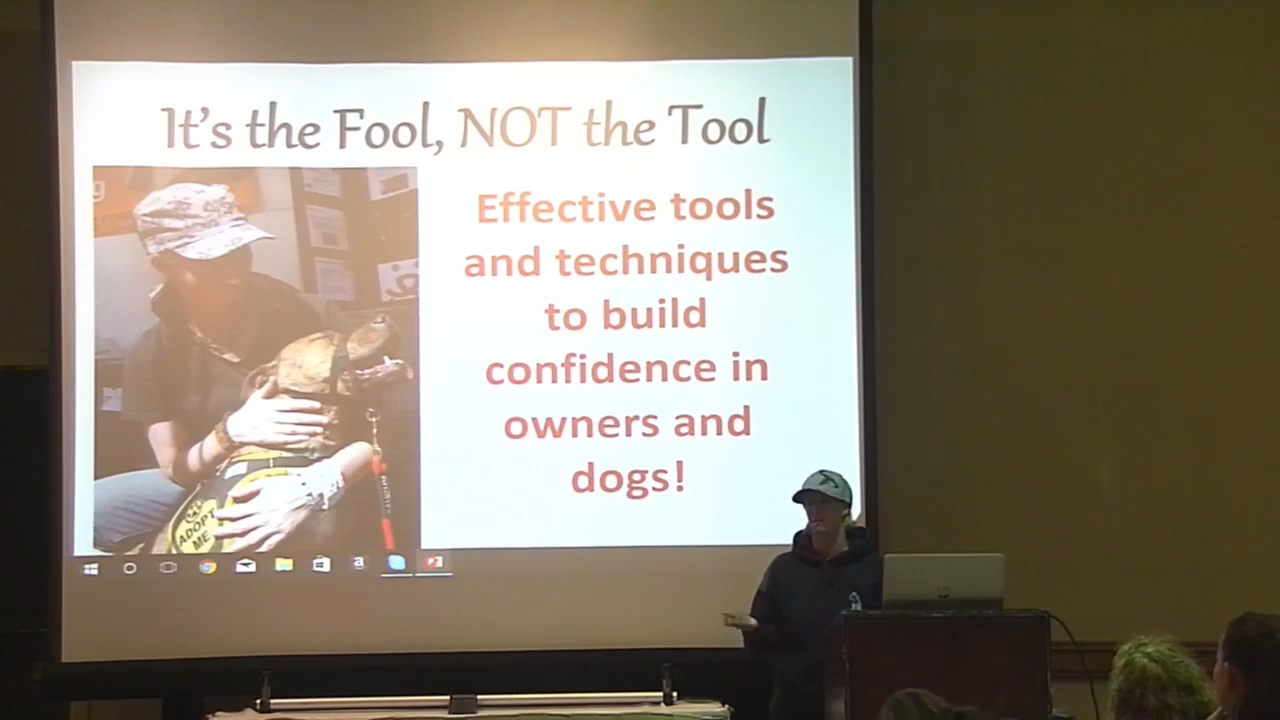 It's the Fool, NOT the Tool
Effective tools
and techniques
to build
confidence in
owners and
dogs!
ADOPT
ME